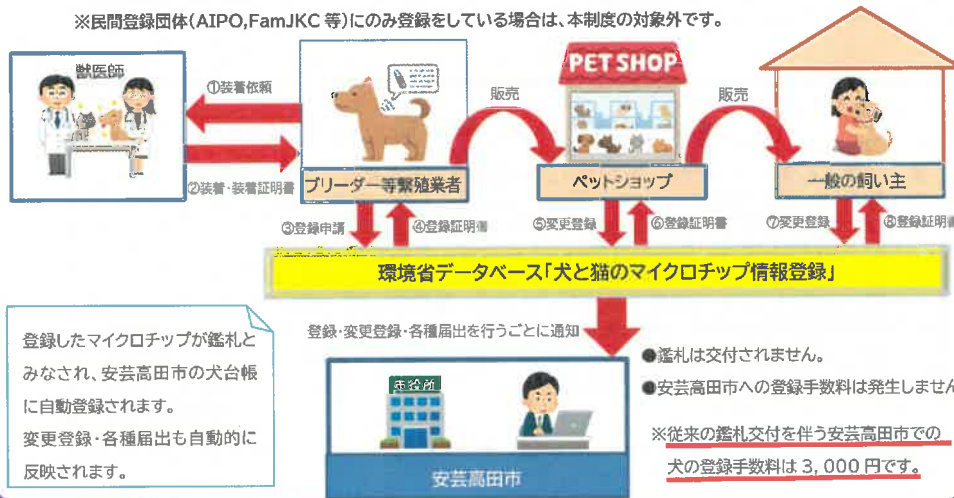 ※民間登録団体(AIPO,FamJKC 等)にのみ登録をしている場合は、本制度の対象外です。
獣医師
①装着依頼
②装着・装着証明書
ブリーダー等繁殖業者
販売
PET SHOP
ペットショップ
販売
一般の飼い主
③登録申請
④登録証明書
⑤変更登録
⑥登録証明書
⑦変更登録
⑧登録証明書
環境省データベース「犬と猫のマイクロチップ情報登録」
登録したマイクロチップが鑑札と
みなされ、安芸高田市の犬台帳
に自動登録されます。
変更登録・各種届出も自動的に
反映されます。
登録・変更登録・各種届出を行うごとに通知
市役所
安芸高田市
●鑑札は交付されません。
●安芸高田市への登録手数料は発生しません
※従来の鑑札交付を伴う安芸高田市での
犬の登録手数料は 3,000 円です。